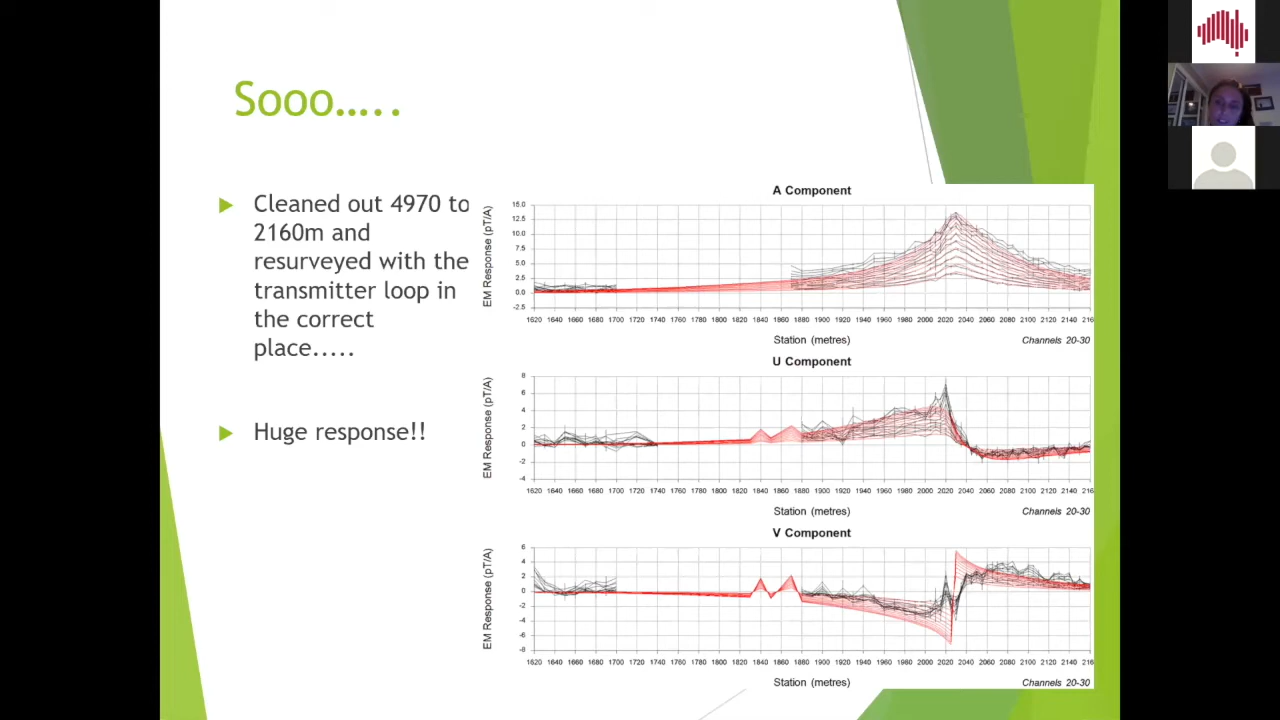 Sooo.....
Cleaned out 4970 to
2160m and
resurveyed with the
transmitter loop in
the correct
place.....
Huge response!!
A Component
EM Response (pT/A)
15.0
12.5
10.0
7.5
5.0
2.5
0.0
-2.5
1620 1640 1660 1680 1700 1720 1740 1760 1780 1800 1820 1840 1860 1880 1900 1920 1940 1960 1980 2000 2020 2040 2060 2080 2100 2120 2140 216
Station (metres)
Channels 20-30
U Component
EM Response (pT/A)
8
6
4
2
0
-2
-4
1620 1640 1660 1680 1700 1720 1740 1760 1780 1800 1820 1840 1860 1880 1900 1920 1940 1960 1980 2000 2020 2040 2060 2080 2100 2120 2140 216
Station (metres)
Channels 20-30
V Component
EM Response (pT/A)
6
4
2
0
-2
-4
-6
-8
1620 1640 1660 1680 1700 1720 1740 1760 1780 1800 1820 1840 1860 1880 1900 1920 1940 1960 1980 2000 2020 2040 2060 2080 2100 2120 2140 216
Station (metres)
Channels 20-30